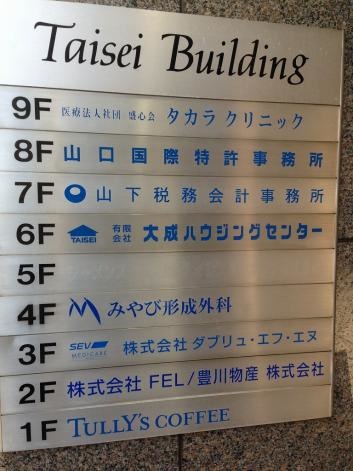 Taisei Building
9F 医療法人社団 盛心会 タカラ クリニック
8F 山口国際特許事務所
7F 山下税務会計事務所
6F TAISEI 有限会社 大成ハウジングセンター
5F
4F みやび形成外科
3F SEV MEDICARE 株式会社 ダブリュ・エフ・エヌ
2F 株式会社 FEL/豊川物産 株式会社
1F TULLY'S COFFEE